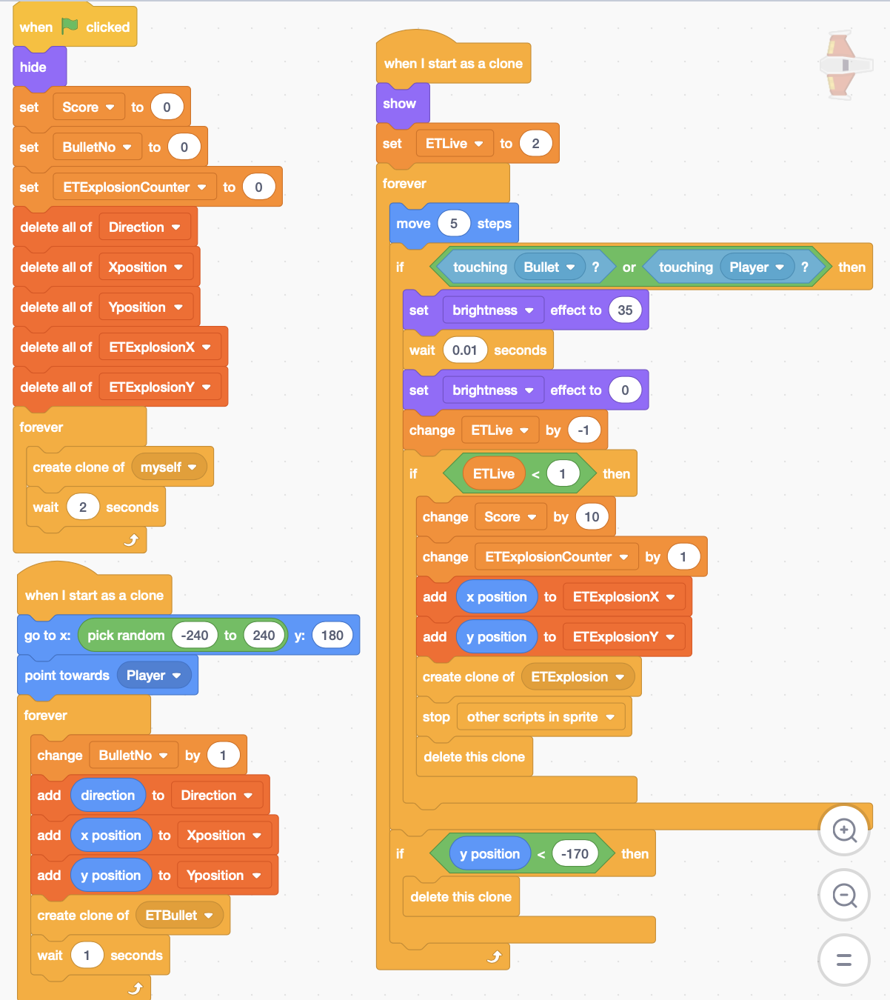 when clicked
hide
set Score to 0
set BulletNo to 0
set ETExplosionCounter to 0
delete all of Direction
delete all of Xposition
delete all of Yposition
delete all of ETExplosionX
delete all of ETExplosionY
forever
create clone of myself
wait 2 seconds
when I start as a clone
go to x: pick random -240 to 240 y: 180
point towards Player
forever
change BulletNo by 1
add direction to Direction
add x position to Xposition
add y position to Yposition
create clone of ETBullet
wait 1 seconds
when I start as a clone
show
set ETLive to 2
forever
move 5 steps
if touching Bullet ? or touching Player ? then
set brightness effect to 35
wait 0.01 seconds
set brightness effect to 0
change ETLive by -1
if ETLive < 1 then
change Score by 10
change ETExplosionCounter by 1
add x position to ETExplosionX
add y position to ETExplosionY
create clone of ETExplosion
stop other scripts in sprite
delete this clone
if y position < -170 then
delete this clone